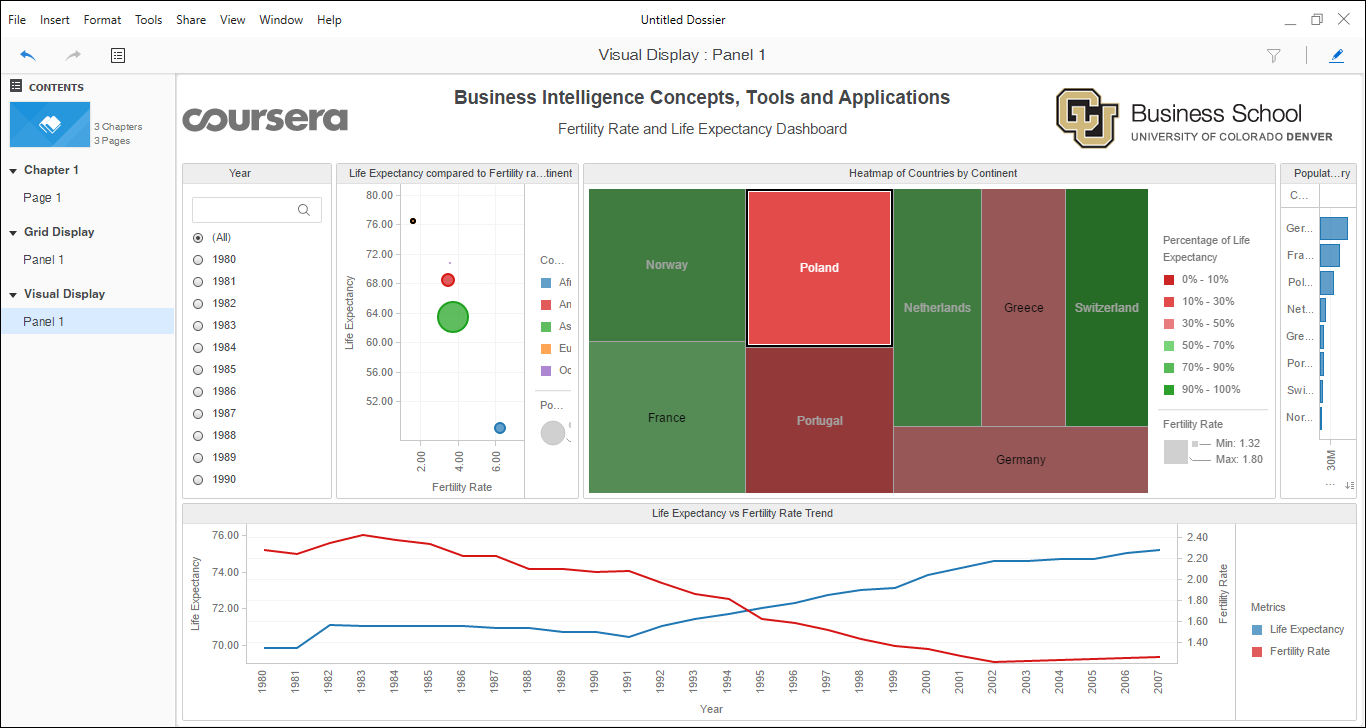 File Insert Format Tools Share View Window Help
Untitled Dossier
Visual Display : Panel 1
CONTENTS
3 Chapters
3 Pages
Chapter 1
Page 1
Grid Display
Panel 1
Visual Display
Panel 1
coursera
Business Intelligence Concepts, Tools and Applications
Fertility Rate and Life Expectancy Dashboard
CU
Business School
UNIVERSITY OF COLORADO DENVER
Year
(All)
1980
1981
1982
1983
1984
1985
1986
1987
1988
1989
1990
Life Expectancy compared to Fertility ra...tinent
Life Expectancy
80.00
76.00
72.00
68.00
64.00
60.00
56.00
52.00
2.00 4.00 6.00
Fertility Rate
Co...
Afr
Am
As
Eu
Oc
Po...
Heatmap of Countries by Continent
Norway
Poland
Netherlands
Greece
Switzerland
France
Portugal
Germany
Percentage of Life
Expectancy
0% - 10%
10% - 30%
30% - 50%
50% - 70%
70% - 90%
90% - 100%
Fertility Rate
Min: 1.32
Max: 1.80
Populat...ry
C...
Ger...
Fra...
Pol...
Net...
Gre...
Por...
Swi...
Nor...
30M
...
Life Expectancy vs Fertility Rate Trend
Life Expectancy
76.00
74.00
72.00
70.00
2.40
2.20
2.00
1.80
1.60
1.40
Fertility Rate
1980 1981 1982 1983 1984 1985 1986 1987 1988 1989 1990 1991 1992 1993 1994 1995 1996 1997 1998 1999 2000 2001 2002 2003 2004 2005 2006 2007
Year
Metrics
Life Expectancy
Fertility Rate